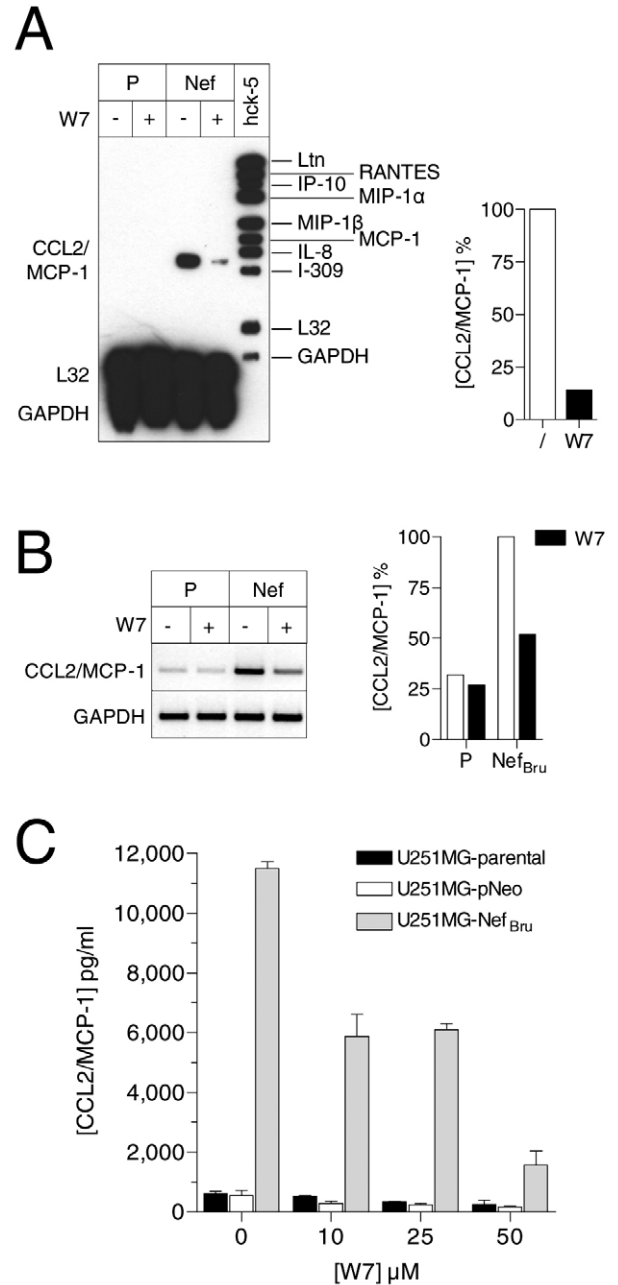 A
P Nef hck-5
W7 - + - +
Ltn
RANTES
IP-10
MIP-1α
MIP-1β
MCP-1
IL-8
I-309
L32
GAPDH
CCL2/
MCP-1
L32
GAPDH
[CCL2/MCP-1] %
100
75
50
25
0
/ W7
B
P Nef
W7 - + - +
CCL2/MCP-1
GAPDH
W7
[CCL2/MCP-1] %
100
75
50
25
0
P NefBru
C
U251MG-parental
U251MG-pNeo
U251MG-NefBru
[CCL2/MCP-1] pg/ml
12,000
10,000
8,000
6,000
4,000
2,000
0
0 10 25 50
[W7] µM